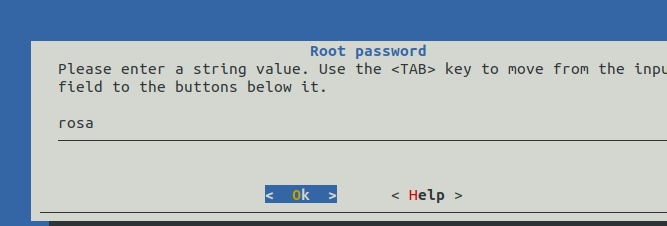 Root password
Please enter a string value. Use the <TAB> key to move from the inpu
field to the buttons below it.
rosa
< Ok > < Help >